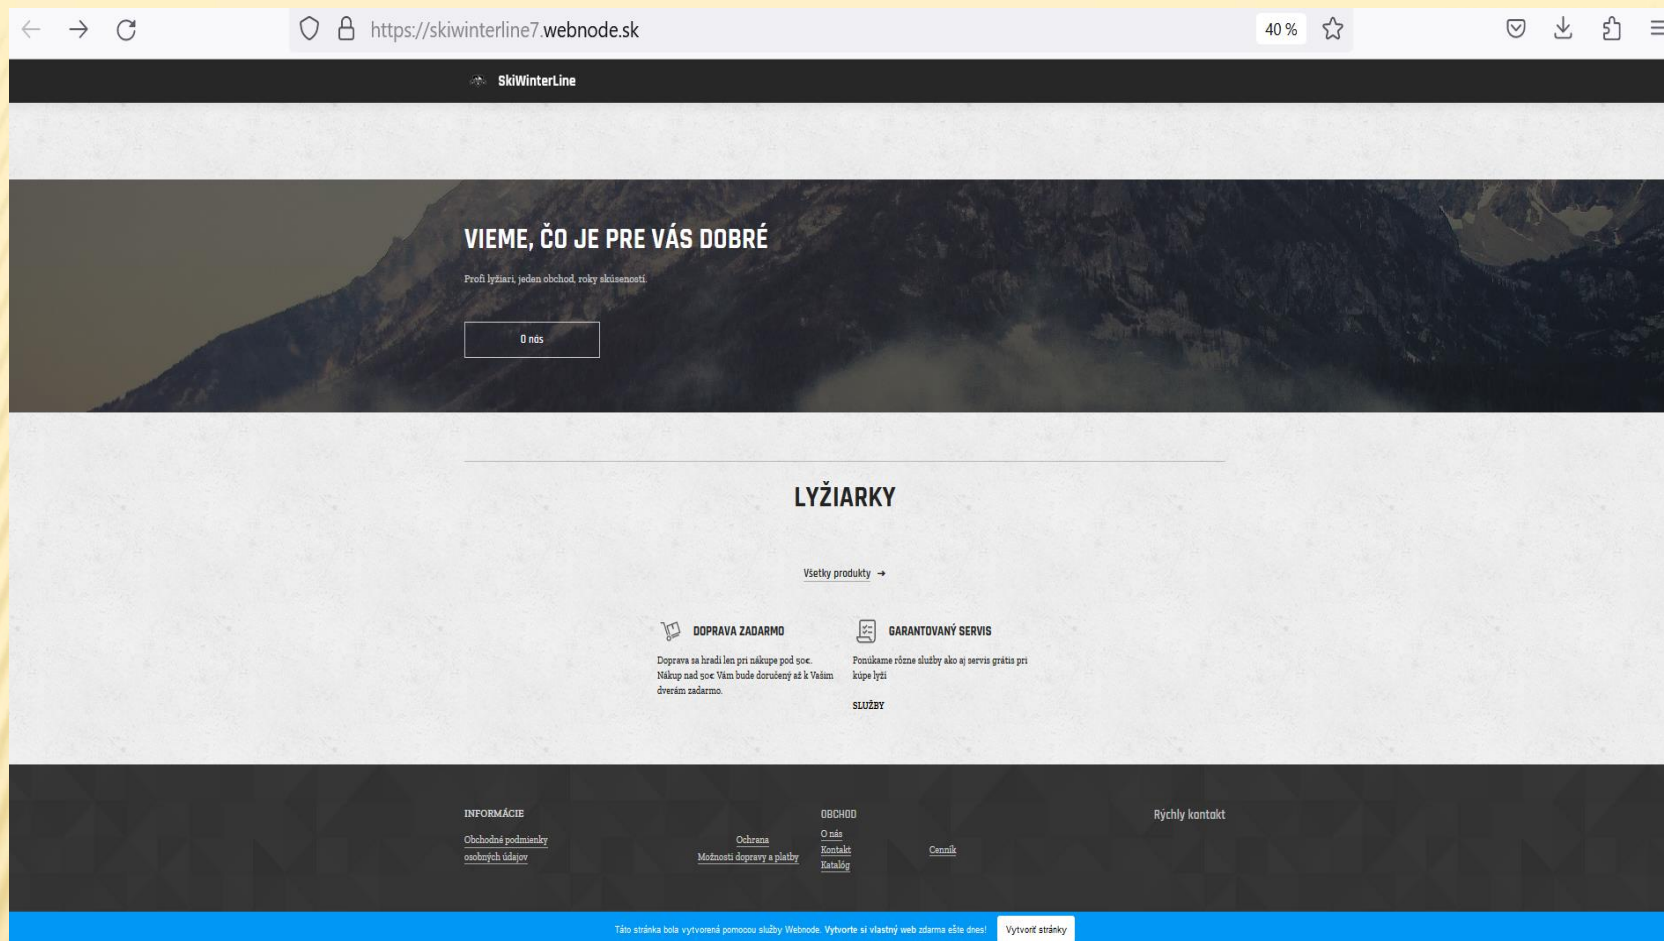 https://skiwinterline7.webnode.sk
40 %
SkiWinterLine
VIEME, ČO JE PRE VÁS DOBRÉ
Profi lyžiari, jeden obchod, roky skúseností.
O nás
LYŽIARKY
Všetky produkty →
DOPRAVA ZADARMO
Doprava sa hradí len pri nákupe pod 50€.
Nákup nad 50€ Vám bude doručený až k Vašim
dverám zadarmo.
GARANTOVANÝ SERVIS
Ponúkame rôzne služby ako aj servis grátis pri
kúpe lyží
SLUŽBY
INFORMÁCIE
Obchodné podmienky
Ochrana
osobných údajov
Možnosti dopravy a platby
OBCHOD
O nás
Kontakt
Cenník
Katalóg
Rýchly kontakt
Táto stránka bola vytvorená pomocou služby Webnode. Vytvorte si vlastný web zdarma ešte dnes!
Vytvoriť stránky